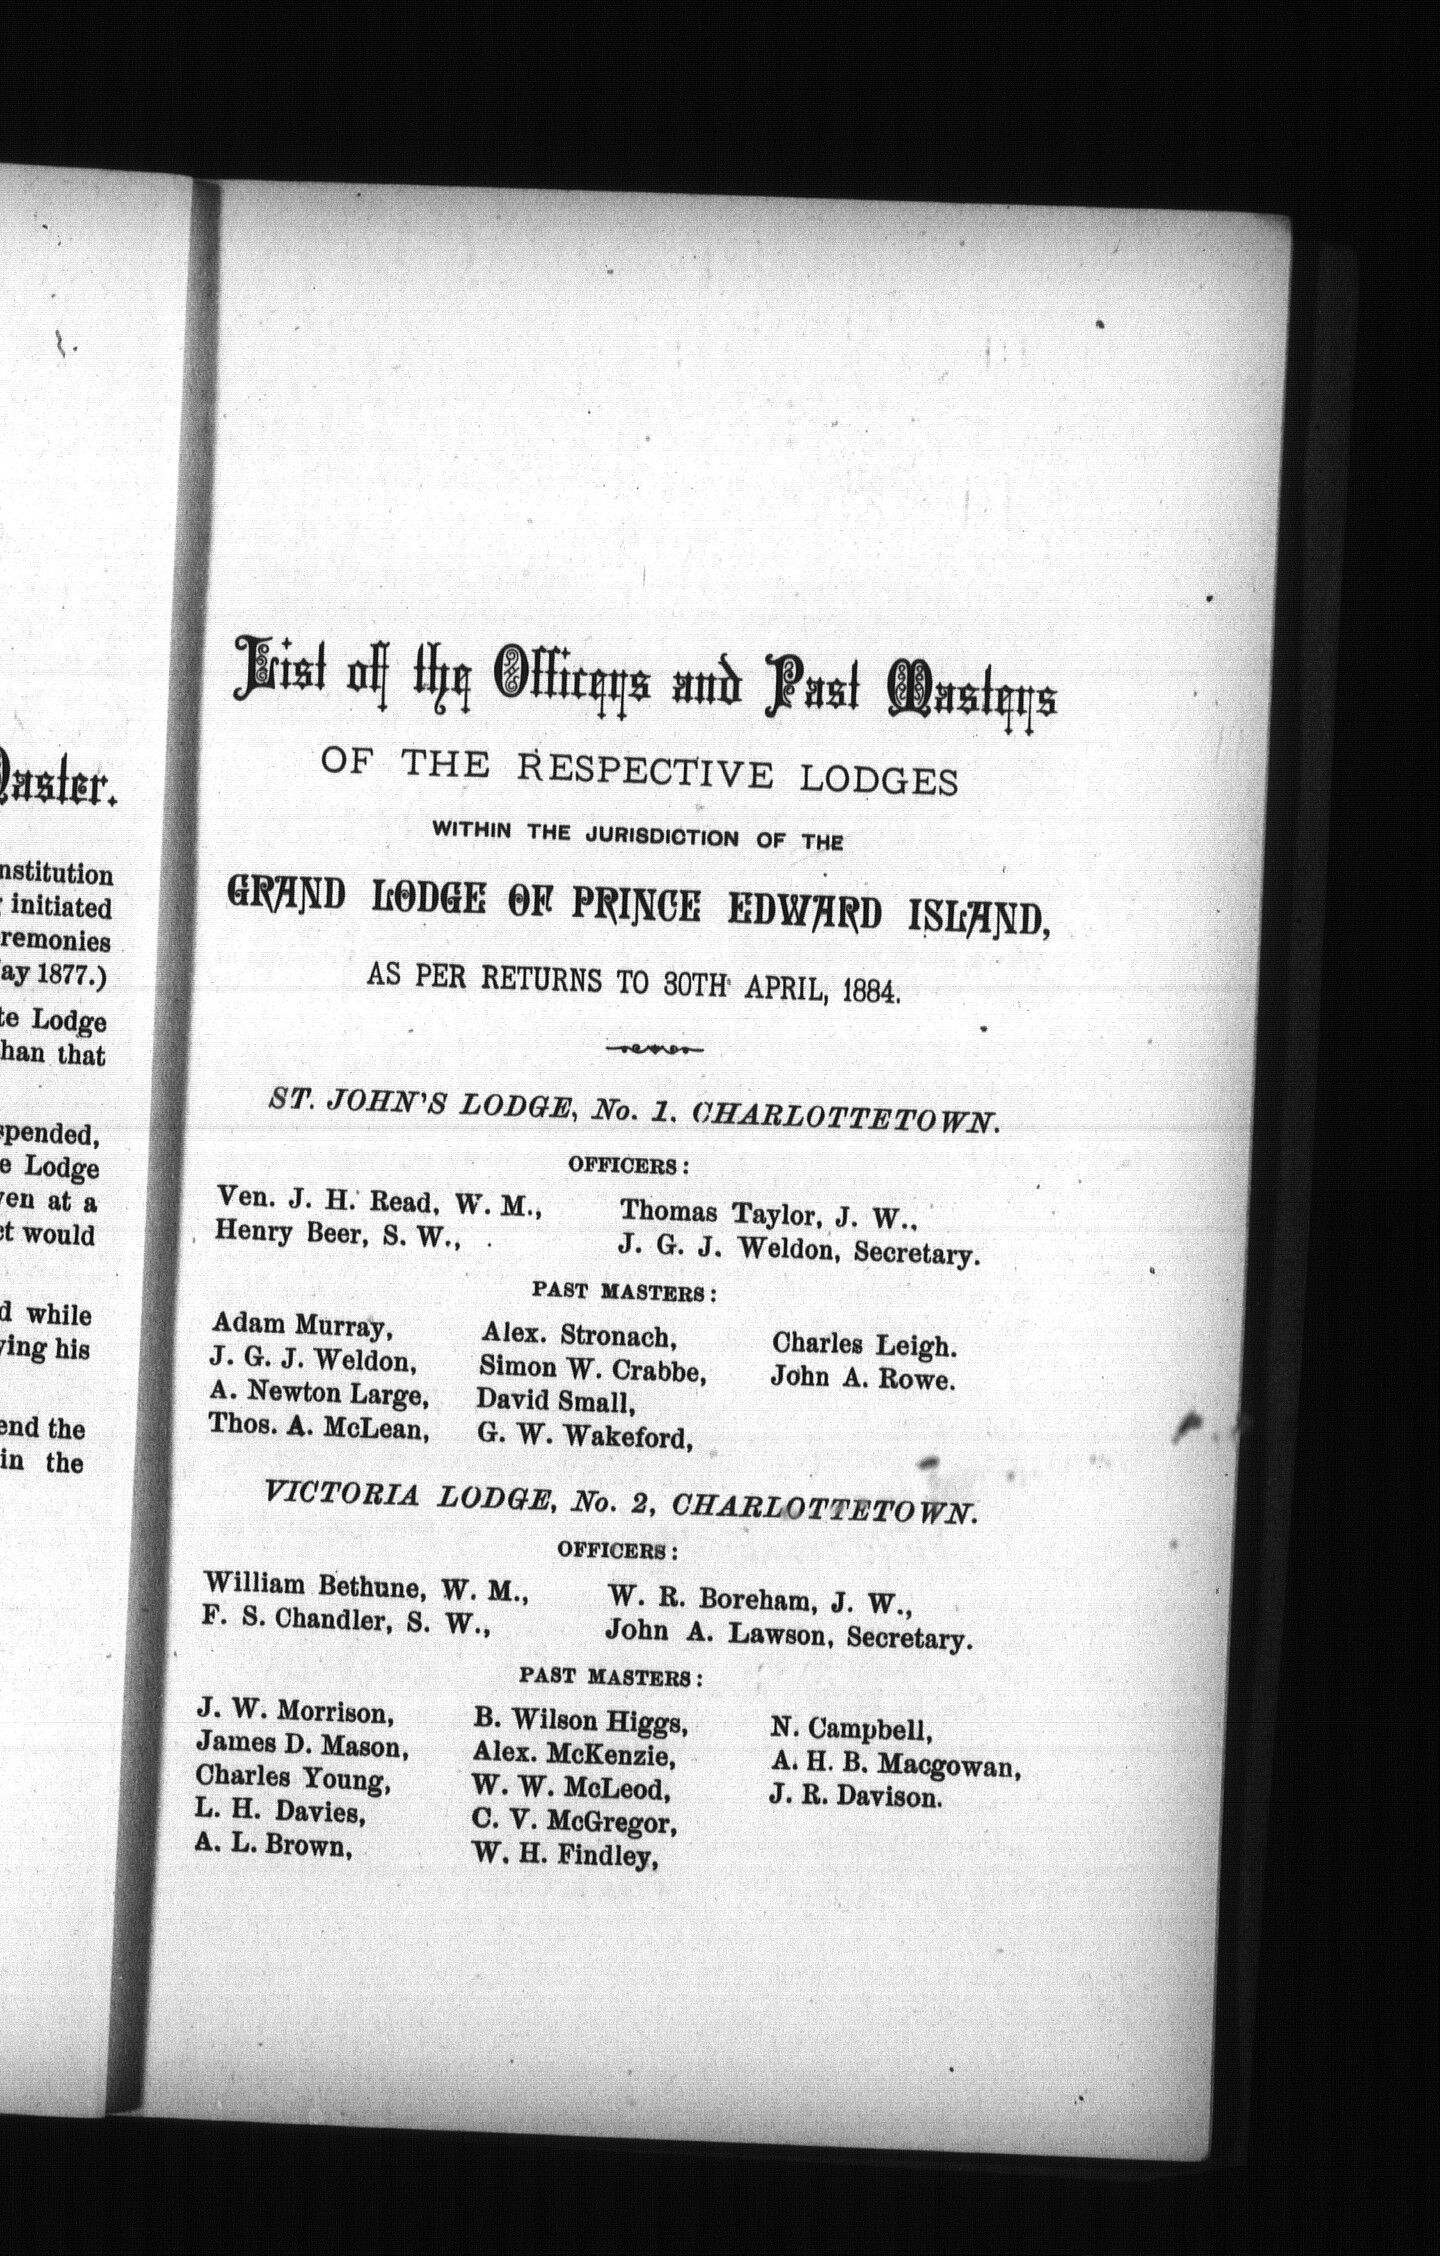 aster.
nstitution
initiated
remonies
ay 1877.)
te Lodge
han that
spended,
e Lodge
ven at a
ct would
d while
ying his
end the
in the
List of the Officers and Past Masters
OF THE RESPECTIVE LODGES
WITHIN THE JURISDICTION OF THE
GRAND LODGE OF PRINCE EDWARD ISLAND,
AS PER RETURNS TO 30TH APRIL, 1884.
ST. JOHN'S LODGE, No. 1, CHARLOTTETOWN.
OFFICERS:
Ven. J. H. Read, W. M., Thomas Taylor, J. W.,
Henry Beer, S. W., J. G. J. Weldon, Secretary.
PAST MASTERS:
Adam Murray, Alex. Stronach, Charles Leigh.
J. G. J. Weldon, Simon W. Crabbe, John A. Rowe.
A. Newton Large, David Small,
Thos. A. McLean, G. W. Wakeford,
VICTORIA LODGE, No. 2, CHARLOTTETOWN.
OFFICERS:
William Bethune, W. M., W. R. Boreham, J. W.,
F. S. Chandler, S. W., John A. Lawson, Secretary.
PAST MASTERS:
J. W. Morrison, B. Wilson Higgs, N. Campbell,
James D. Mason, Alex. McKenzie, A. H. B. Macgowan,
Charles Young, W. W. McLeod, J. R. Davison.
L. H. Davies, C. V. McGregor,
A. L. Brown, W. H. Findley,